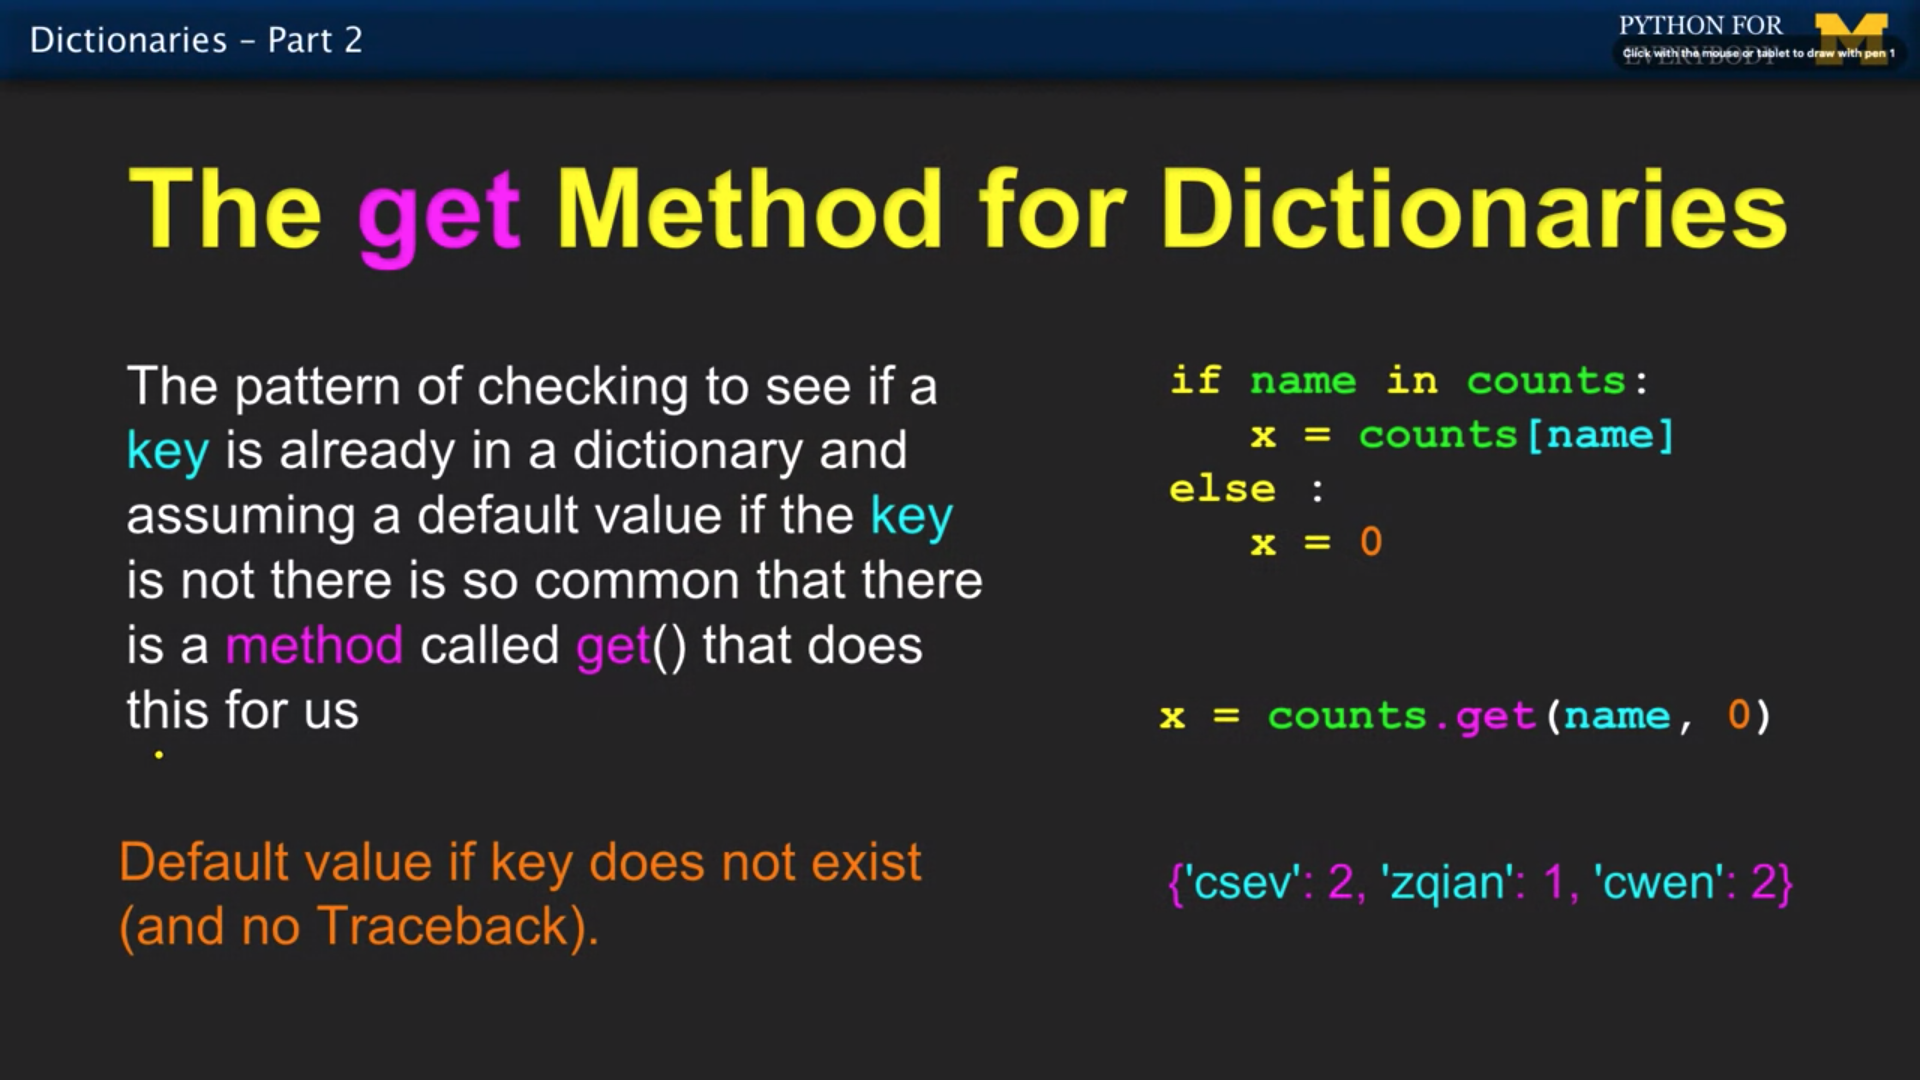 Dictionaries – Part 2
PYTHON FOR
EVERYBODY
Click with the mouse or tablet to draw with pen 1
The get Method for Dictionaries
The pattern of checking to see if a
key is already in a dictionary and
assuming a default value if the key
is not there is so common that there
is a method called get() that does
this for us
if name in counts:
x = counts[name]
else :
x = 0
x = counts.get(name, 0)
Default value if key does not exist
(and no Traceback).
{'csev': 2, 'zqian': 1, 'cwen': 2}